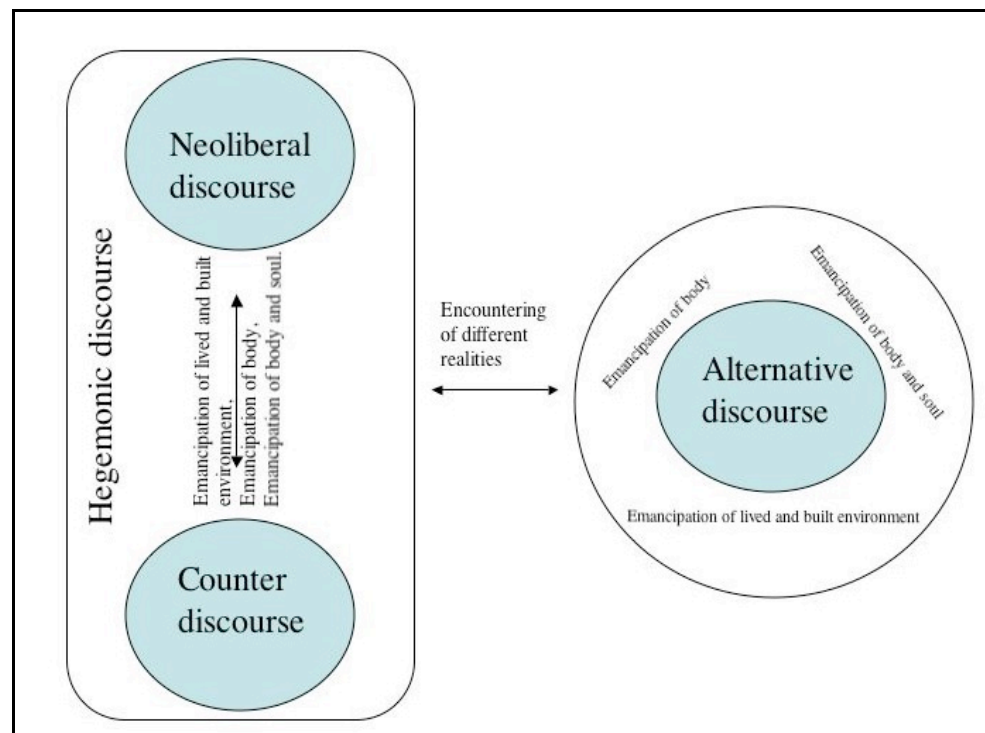 Hegemonic discourse
Neoliberal
discourse
Emancipation of lived and built
environment,
Emancipation of body,
Emancipation of body and soul.
Counter
discourse
Encountering
of different
realities
Emancipation of body
Emancipation of body and soul
Alternative
discourse
Emancipation of lived and built environment